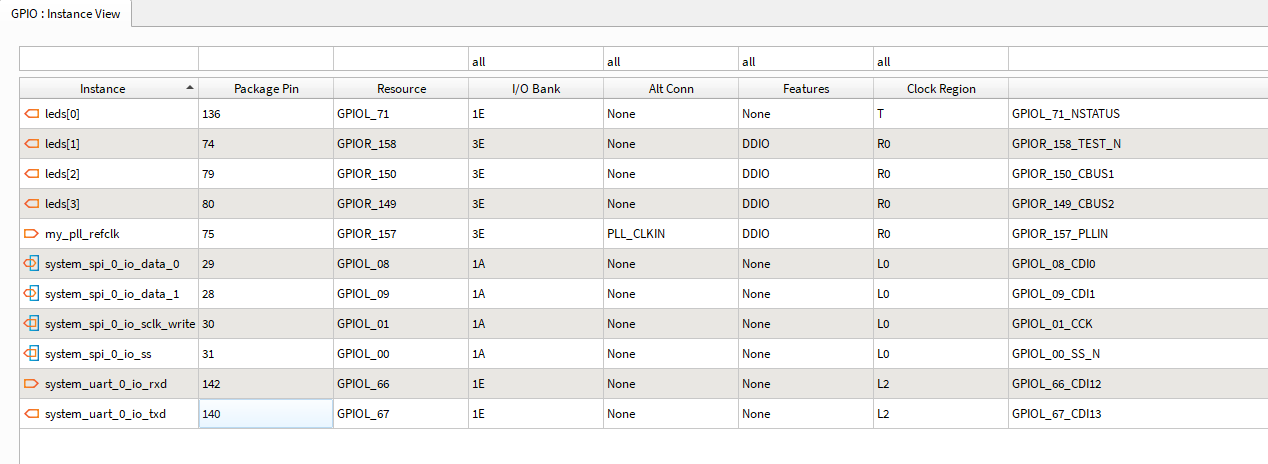 GPIO : Instance View
all all all all
Instance Package Pin Resource I/O Bank Alt Conn Features Clock Region
leds[0] 136 GPIOL_71 1E None None T GPIOL_71_NSTATUS
leds[1] 74 GPIOR_158 3E None DDIO R0 GPIOR_158_TEST_N
leds[2] 79 GPIOR_150 3E None DDIO R0 GPIOR_150_CBUS1
leds[3] 80 GPIOR_149 3E None DDIO R0 GPIOR_149_CBUS2
my_pll_refclk 75 GPIOR_157 3E PLL_CLKIN DDIO R0 GPIOR_157_PLLIN
system_spi_0_io_data_0 29 GPIOL_08 1A None None L0 GPIOL_08_CDI0
system_spi_0_io_data_1 28 GPIOL_09 1A None None L0 GPIOL_09_CDI1
system_spi_0_io_sclk_write 30 GPIOL_01 1A None None L0 GPIOL_01_CCK
system_spi_0_io_ss 31 GPIOL_00 1A None None L0 GPIOL_00_SS_N
system_uart_0_io_rxd 142 GPIOL_66 1E None None L2 GPIOL_66_CDI12
system_uart_0_io_txd 140 GPIOL_67 1E None None L2 GPIOL_67_CDI13